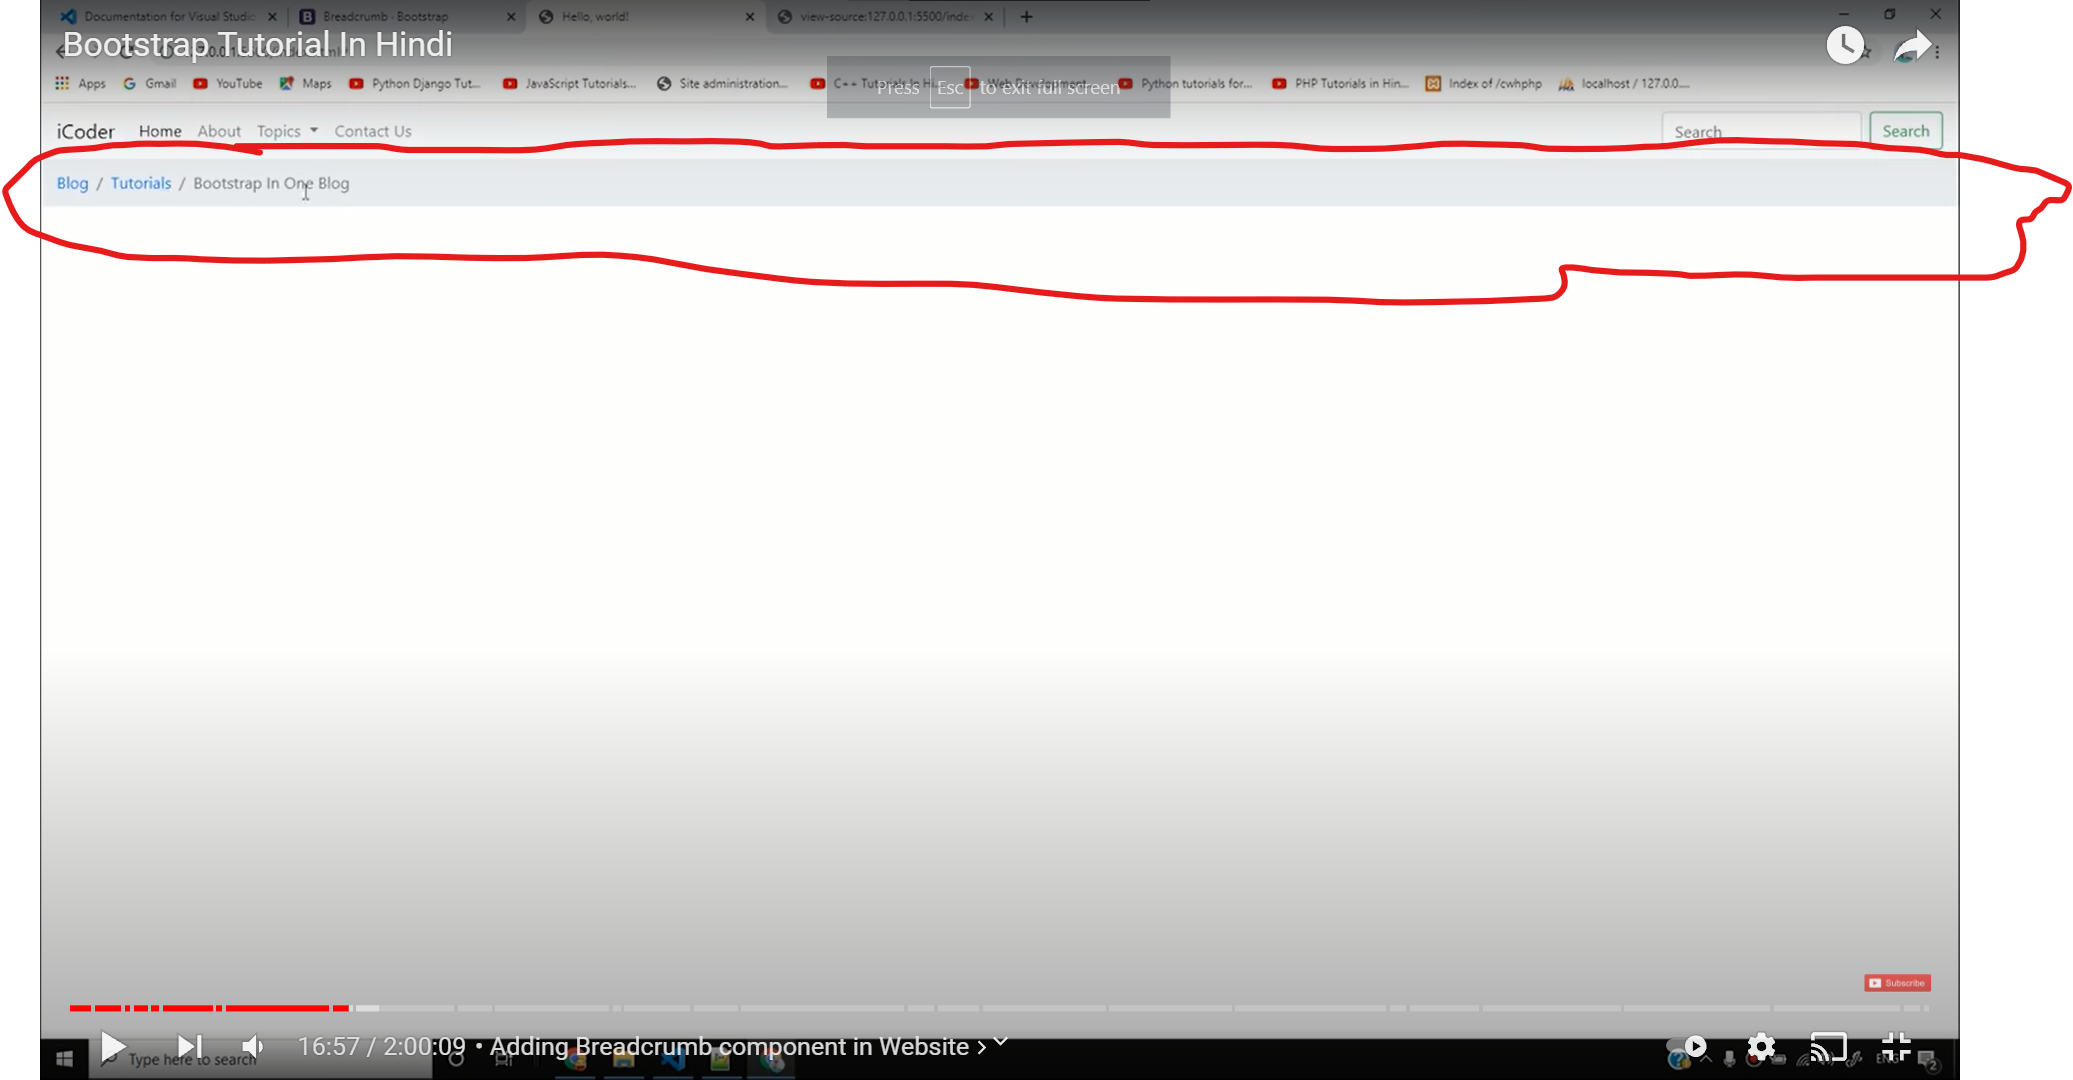 Documentation for Visual Studio
Breadcrumb · Bootstrap
Hello, world!
view-source:127.0.0.1:5500/index
Bootstrap Tutorial In Hindi
Apps Gmail YouTube Maps Python Django Tut... JavaScript Tutorials... Site administration... C++ Tutorials In Hi... Web Development... Python tutorials for... PHP Tutorials in Hin... Index of /cwhphp localhost / 127.0.0....
Press Esc to exit full screen
iCoder Home About Topics Contact Us Search Search
Blog / Tutorials / Bootstrap In One Blog
Subscribe
16:57 / 2:00:09 • Adding Breadcrumb component in Website
Type here to search
2